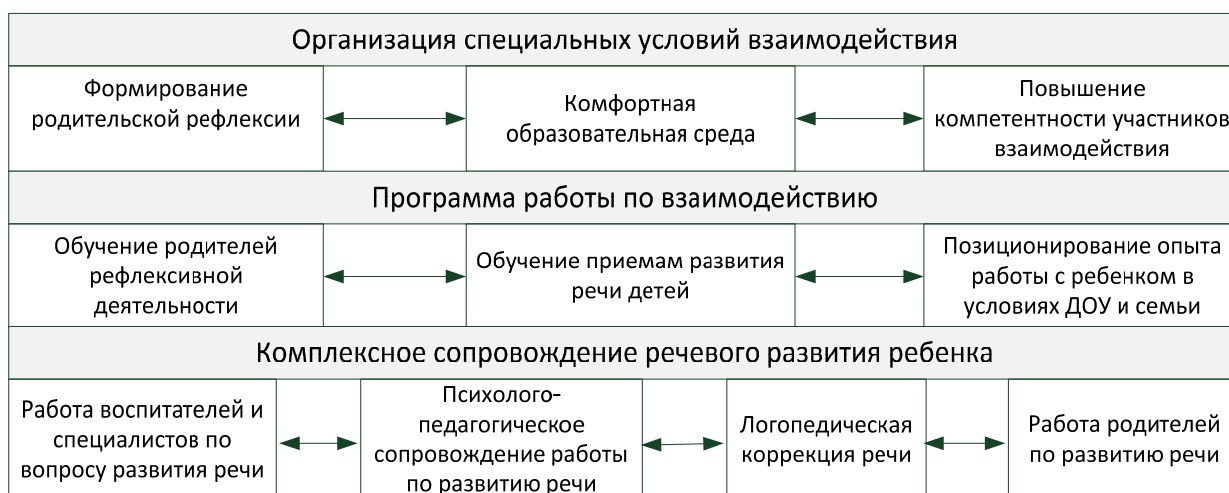 Организация специальных условий взаимодействия
Формирование
родительской рефлексии
Комфортная
образовательная среда
Повышение
компетентности участников
взаимодействия
Программа работы по взаимодействию
Обучение родителей
рефлексивной
деятельности
Обучение приемам развития
речи детей
Позиционирование опыта
работы с ребенком в
условиях ДОУ и семьи
Комплексное сопровождение речевого развития ребенка
Работа воспитателей и
специалистов по
вопросу развития речи
Психолого-
педагогическое
сопровождение работы
по развитию речи
Логопедическая
коррекция речи
Работа родителей
по развитию речи